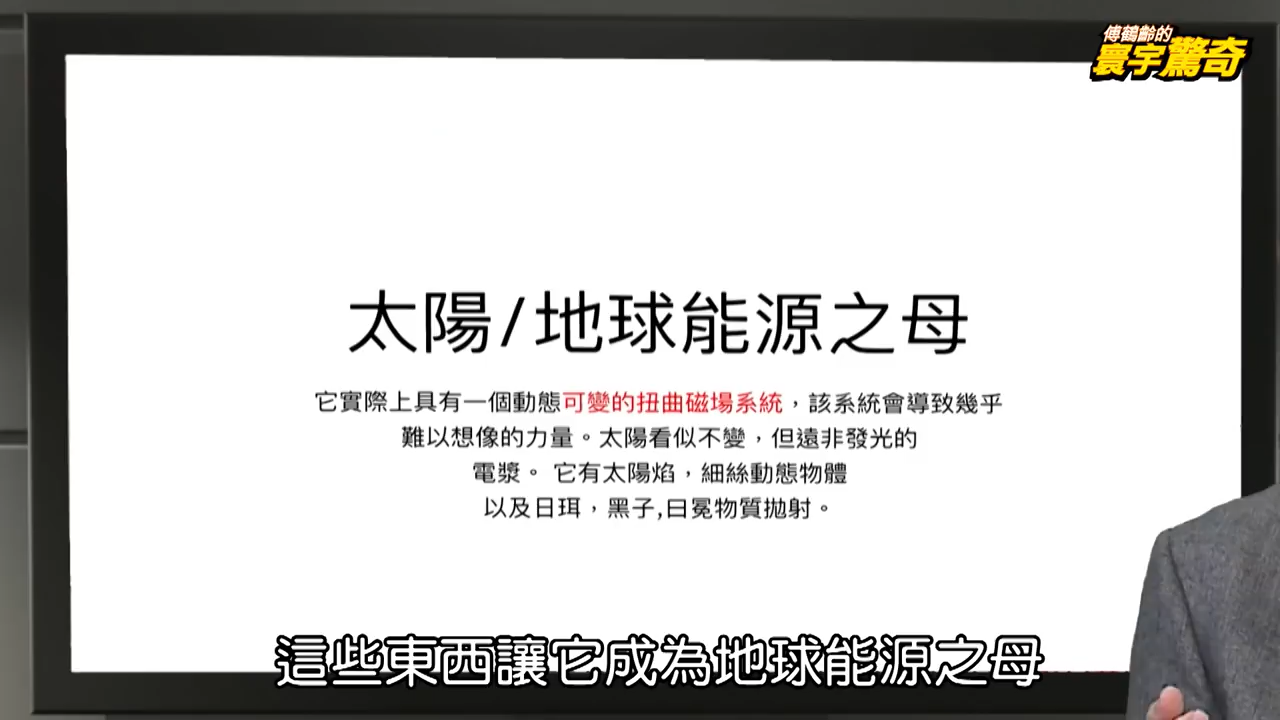 傅鶴齡的
寰宇驚奇
太陽/地球能源之母
它實際上具有一個動態可變的扭曲磁場系統，該系統會導致幾乎
難以想像的力量。太陽看似不變，但遠非發光的
電漿。 它有太陽焰，細絲動態物體
以及日珥，黑子,日冕物質拋射。
這些東西讓它成為地球能源之母